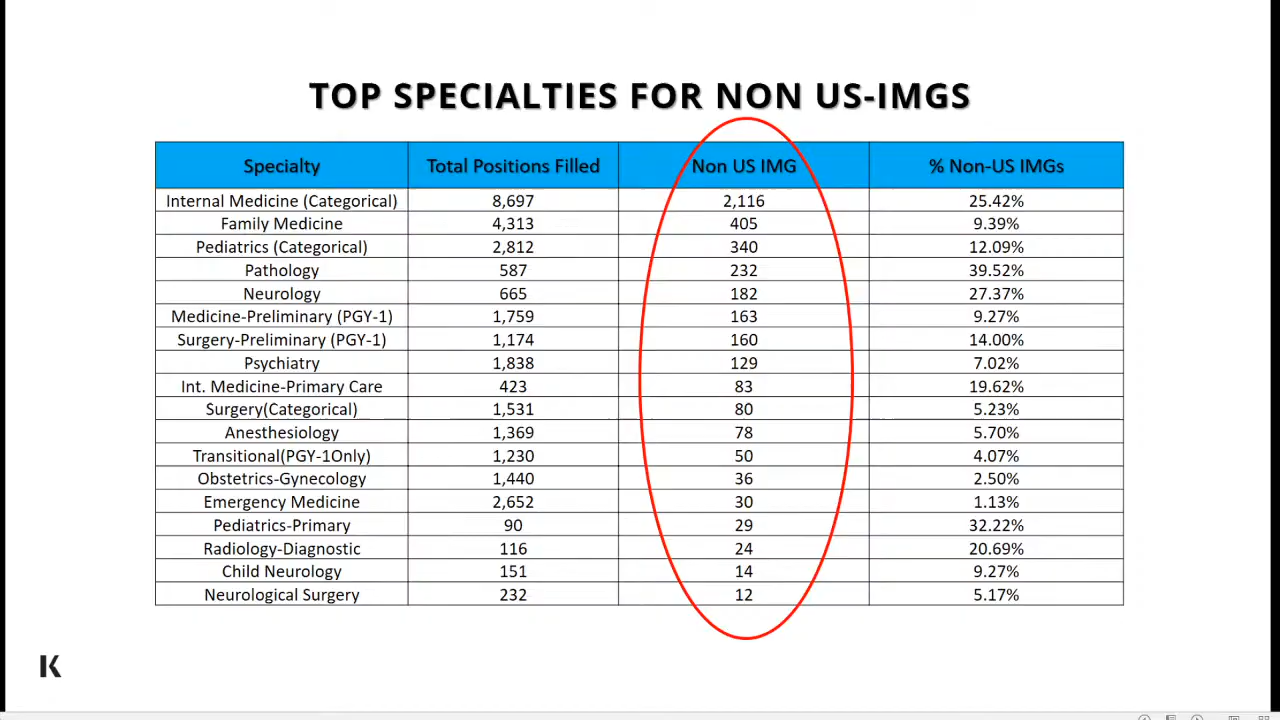 TOP SPECIALTIES FOR NON US-IMGS
Specialty Total Positions Filled Non US IMG % Non-US IMGs
Internal Medicine (Categorical) 8,697 2,116 25.42%
Family Medicine 4,313 405 9.39%
Pediatrics (Categorical) 2,812 340 12.09%
Pathology 587 232 39.52%
Neurology 665 182 27.37%
Medicine-Preliminary (PGY-1) 1,759 163 9.27%
Surgery-Preliminary (PGY-1) 1,174 160 14.00%
Psychiatry 1,838 129 7.02%
Int. Medicine-Primary Care 423 83 19.62%
Surgery(Categorical) 1,531 80 5.23%
Anesthesiology 1,369 78 5.70%
Transitional(PGY-1Only) 1,230 50 4.07%
Obstetrics-Gynecology 1,440 36 2.50%
Emergency Medicine 2,652 30 1.13%
Pediatrics-Primary 90 29 32.22%
Radiology-Diagnostic 116 24 20.69%
Child Neurology 151 14 9.27%
Neurological Surgery 232 12 5.17%
K